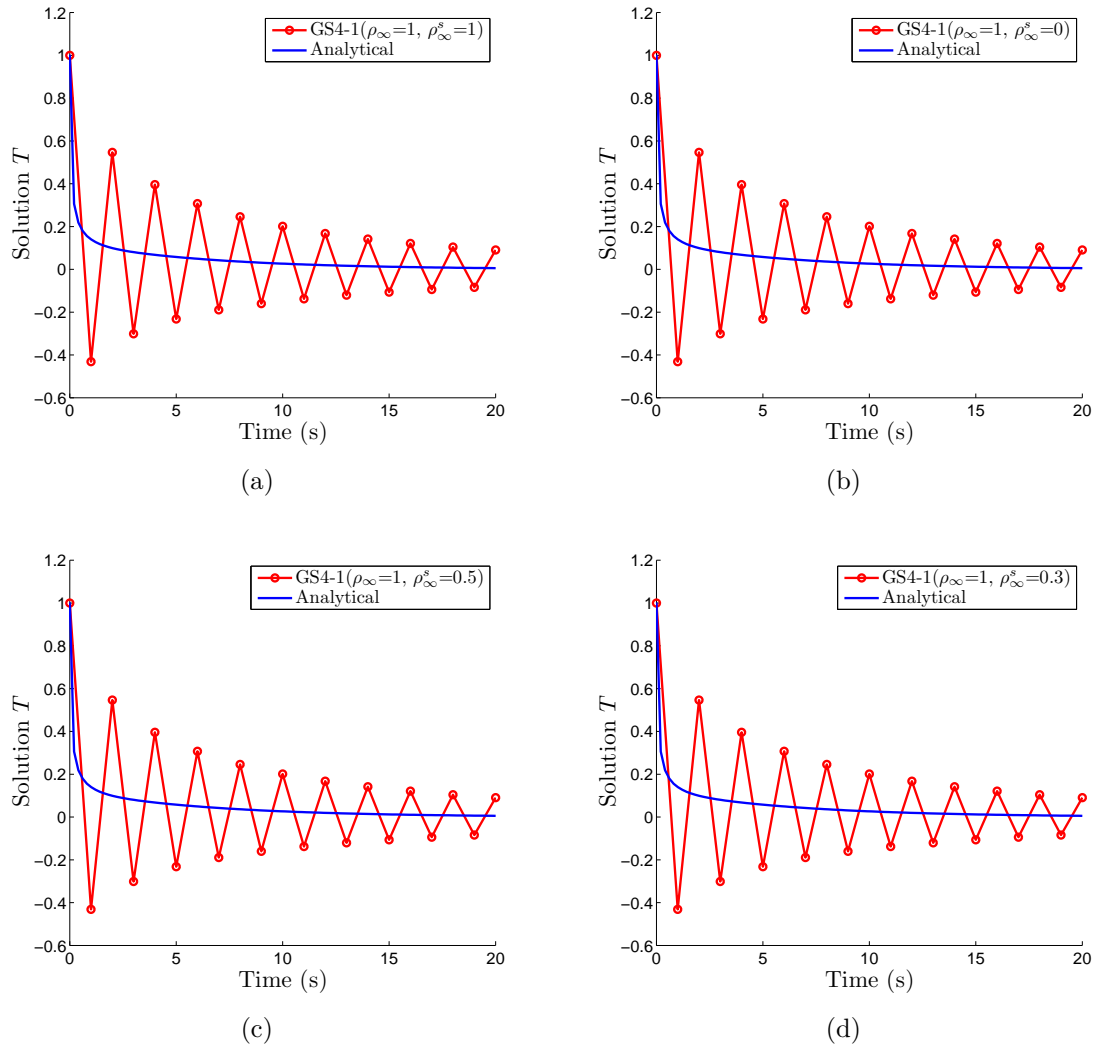 GS4-1(ρ∞=1, ρ∞^s=1)
Analytical
1.2
1
0.8
0.6
0.4
0.2
0
−0.2
−0.4
−0.6
Solution T
0 5 10 15 20
Time (s)
(a)
GS4-1(ρ∞=1, ρ∞^s=0)
Analytical
1.2
1
0.8
0.6
0.4
0.2
0
−0.2
−0.4
−0.6
Solution T
0 5 10 15 20
Time (s)
(b)
GS4-1(ρ∞=1, ρ∞^s=0.5)
Analytical
1.2
1
0.8
0.6
0.4
0.2
0
−0.2
−0.4
−0.6
Solution T
0 5 10 15 20
Time (s)
(c)
GS4-1(ρ∞=1, ρ∞^s=0.3)
Analytical
1.2
1
0.8
0.6
0.4
0.2
0
−0.2
−0.4
−0.6
Solution T
0 5 10 15 20
Time (s)
(d)